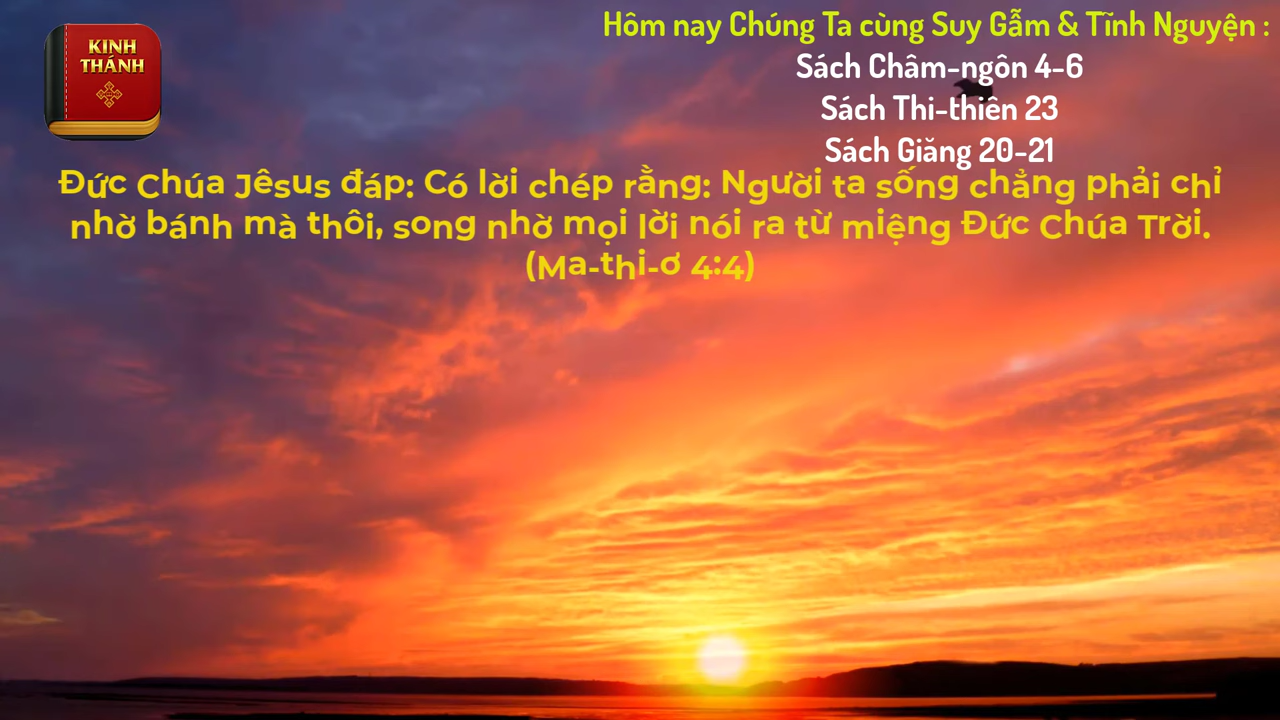 KINH
THÁNH
Hôm nay Chúng Ta cùng Suy Gẫm & Tĩnh Nguyện :
Sách Châm-ngôn 4-6
Sách Thi-thiên 23
Sách Giăng 20-21
Đức Chúa Jêsus đáp: Có lời chép rằng: Người ta sống chẳng phải chỉ
nhờ bánh mà thôi, song nhờ mọi lời nói ra từ miệng Đức Chúa Trời.
(Ma-thi-ơ 4:4)